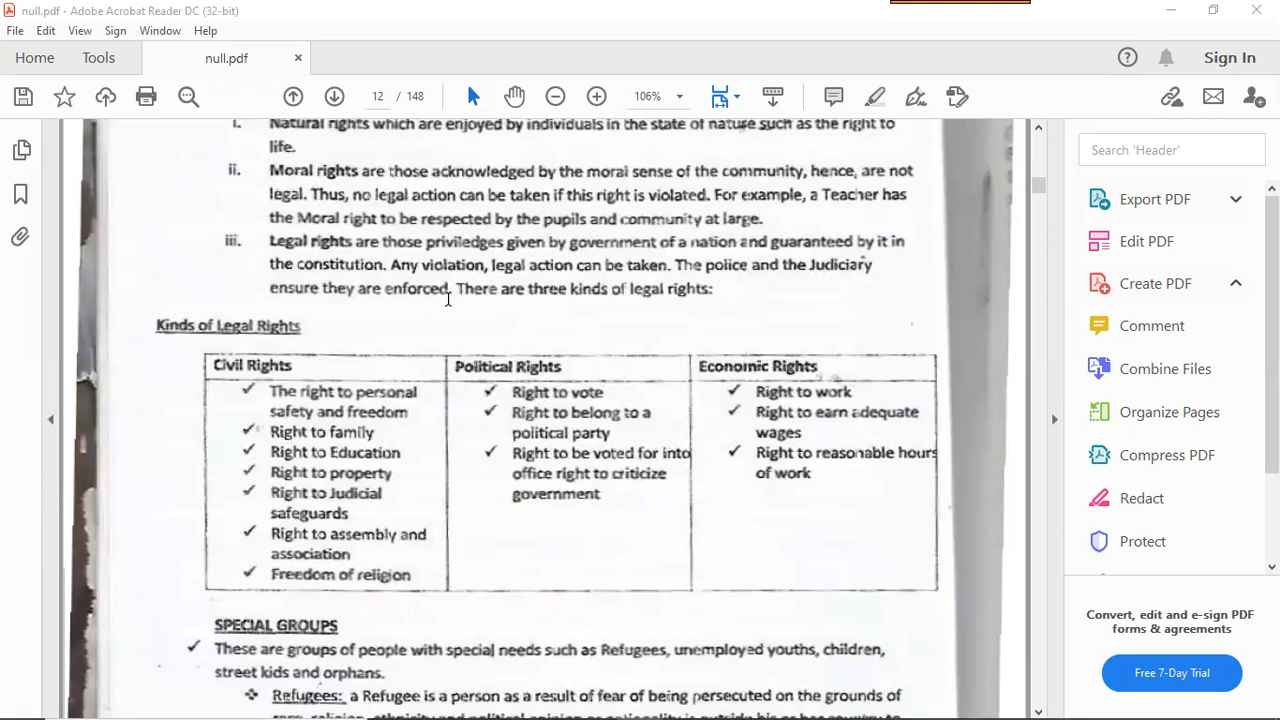 null.pdf - Adobe Acrobat Reader DC (32-bit)
File Edit View Sign Window Help
Home Tools null.pdf × Sign In
12 / 148 106%
i. Natural rights which are enjoyed by individuals in the state of nature such as the right to
life.
ii. Moral rights are those acknowledged by the moral sense of the community, hence, are not
legal. Thus, no legal action can be taken if this right is violated. For example, a Teacher has
the Moral right to be respected by the pupils and community at large.
iii. Legal rights are those priviledges given by government of a nation and guaranteed by it in
the constitution. Any violation, legal action can be taken. The police and the Judiciary
ensure they are enforced. There are three kinds of legal rights:
Kinds of Legal Rights
Civil Rights
✓ The right to personal
safety and freedom
✓ Right to family
✓ Right to Education
✓ Right to property
✓ Right to Judicial
safeguards
✓ Right to assembly and
association
✓ Freedom of religion
Political Rights
✓ Right to vote
✓ Right to belong to a
political party
✓ Right to be voted for into
office right to criticize
government
Economic Rights
✓ Right to work
✓ Right to earn adequate
wages
✓ Right to reasonable hours
of work
SPECIAL GROUPS
✓ These are groups of people with special needs such as Refugees, unemployed youths, children,
street kids and orphans.
❖ Refugees: a Refugee is a person as a result of fear of being persecuted on the grounds of
Search 'Header'
Export PDF
Edit PDF
Create PDF
Comment
Combine Files
Organize Pages
Compress PDF
Redact
Protect
Convert, edit and e-sign PDF
forms & agreements
Free 7-Day Trial